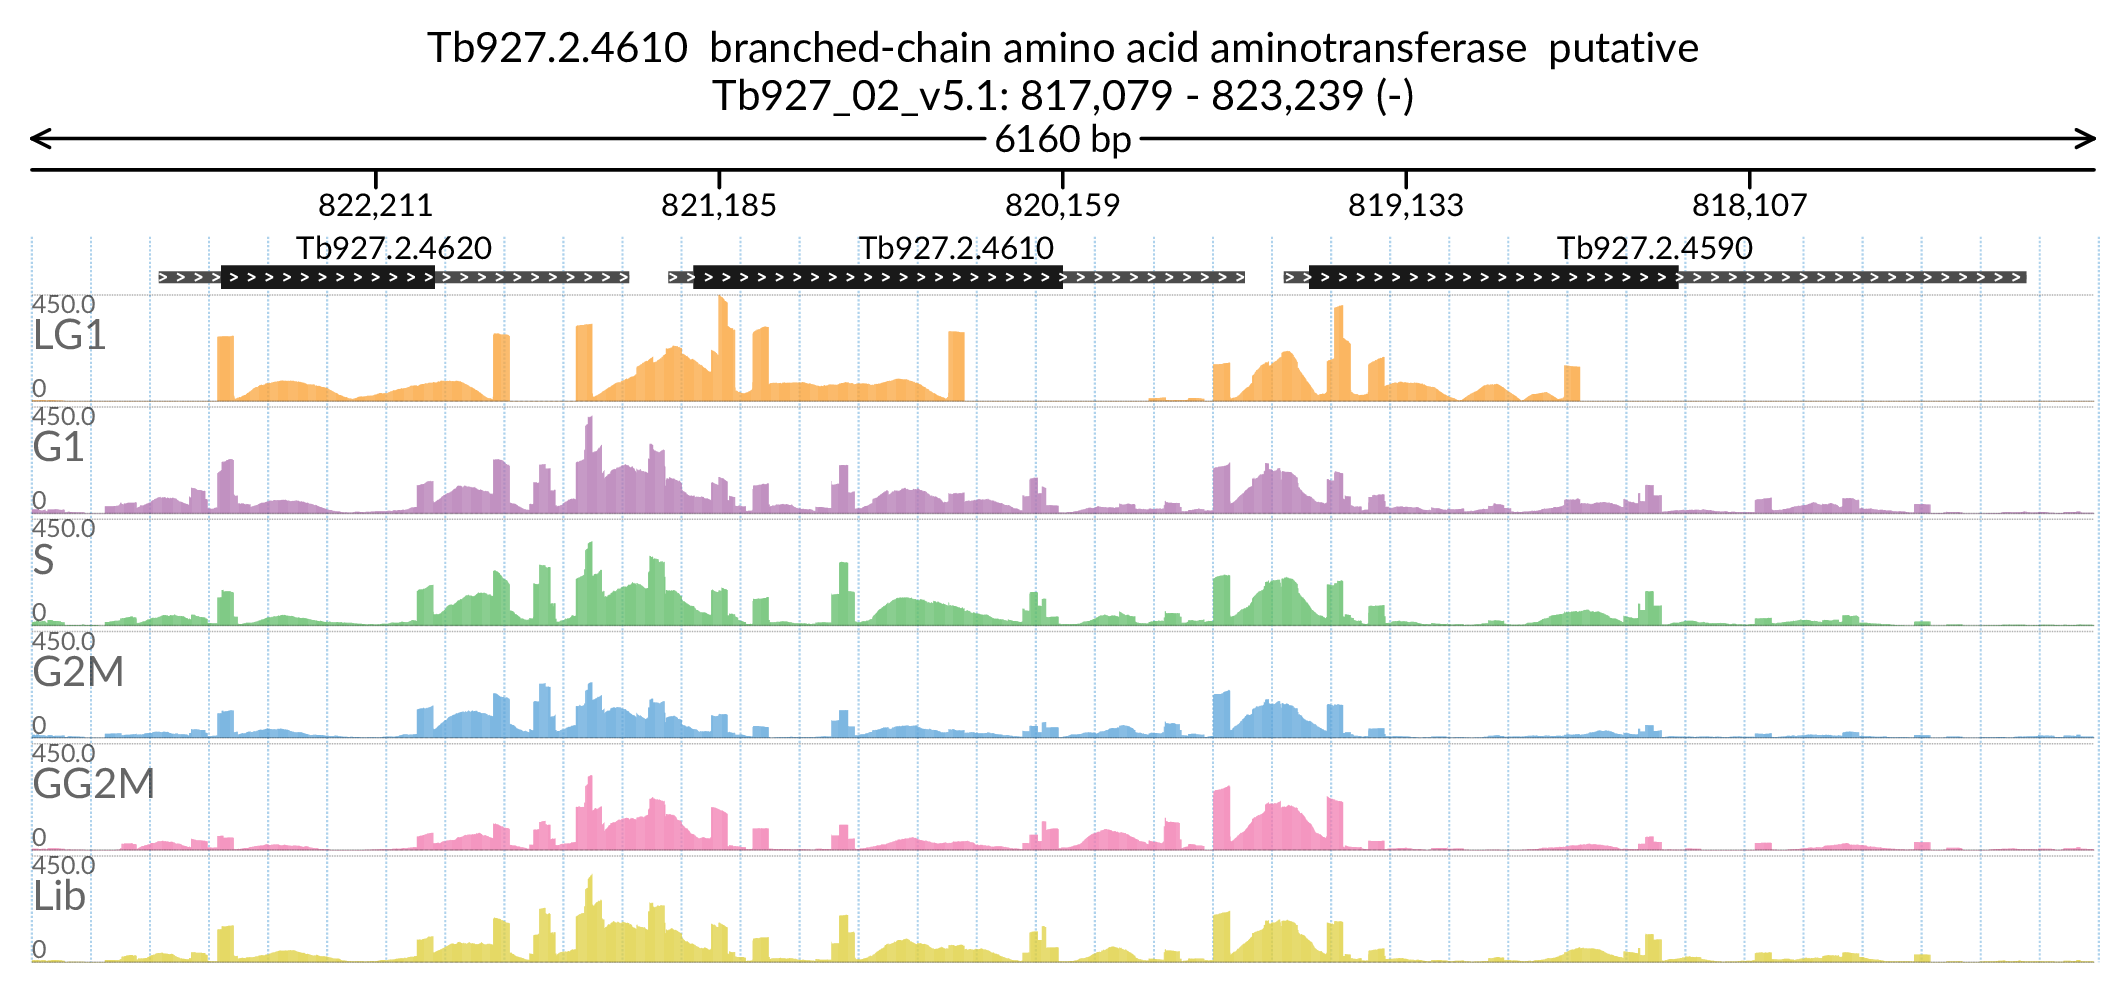 Tb927.2.4610  branched-chain amino acid aminotransferase  putative
Tb927_02_v5.1: 817,079 - 823,239 (-)
6160 bp
822,211 821,185 820,159 819,133 818,107
Tb927.2.4620 Tb927.2.4610 Tb927.2.4590
450.0
LG1
0
450.0
G1
0
450.0
S
0
450.0
G2M
0
450.0
GG2M
0
450.0
Lib
0